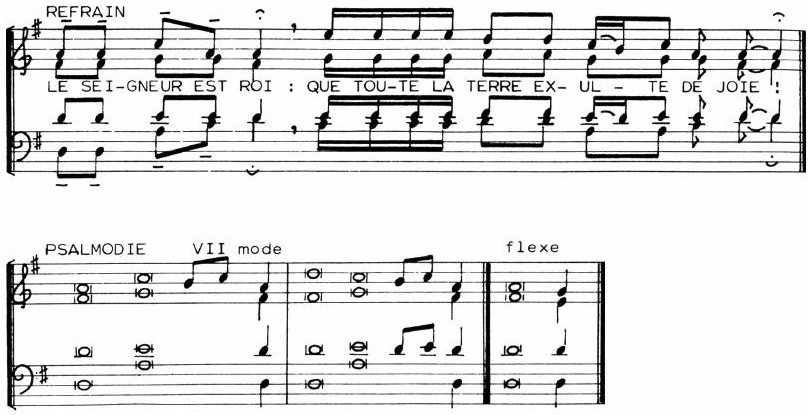 REFRAIN
LE SEI-GNEUR EST ROI : QUE TOU-TE LA TERRE EX- UL - TE DE JOIE !
PSALMODIE VII mode flexe